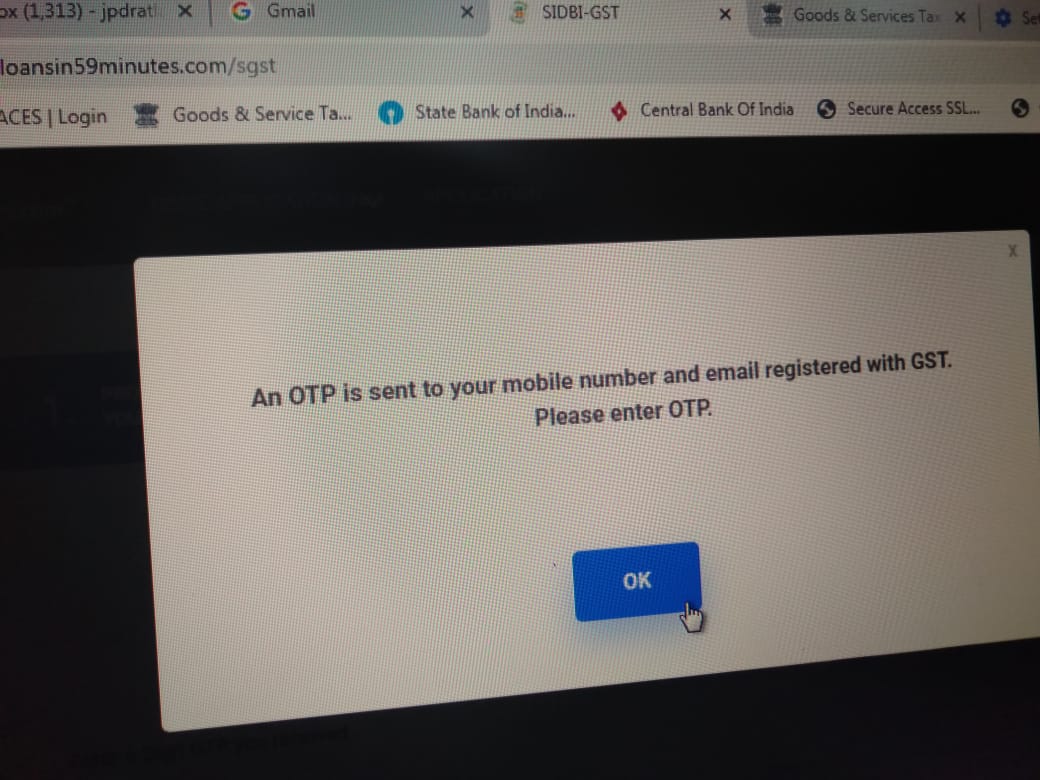 ox (1,313) - jpdrat
Gmail
SIDBI-GST
Goods & Services Tax
Se
loansin59minutes.com/sgst
ACES | Login
Goods & Service Ta...
State Bank of India...
Central Bank Of India
Secure Access SSL...
X
An OTP is sent to your mobile number and email registered with GST.
Please enter OTP.
OK